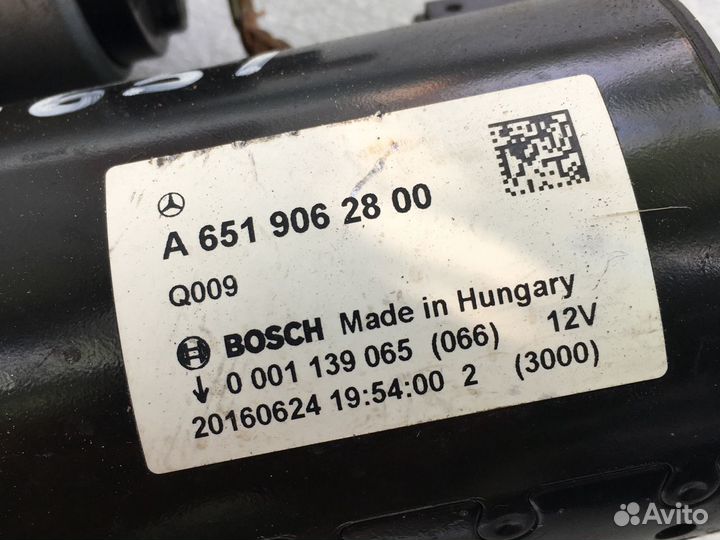 A 651 906 28 00
Q009
BOSCH Made in Hungary
0 001 139 065 (066) 12V
20160624 19:54:00 2 (3000)
Avito